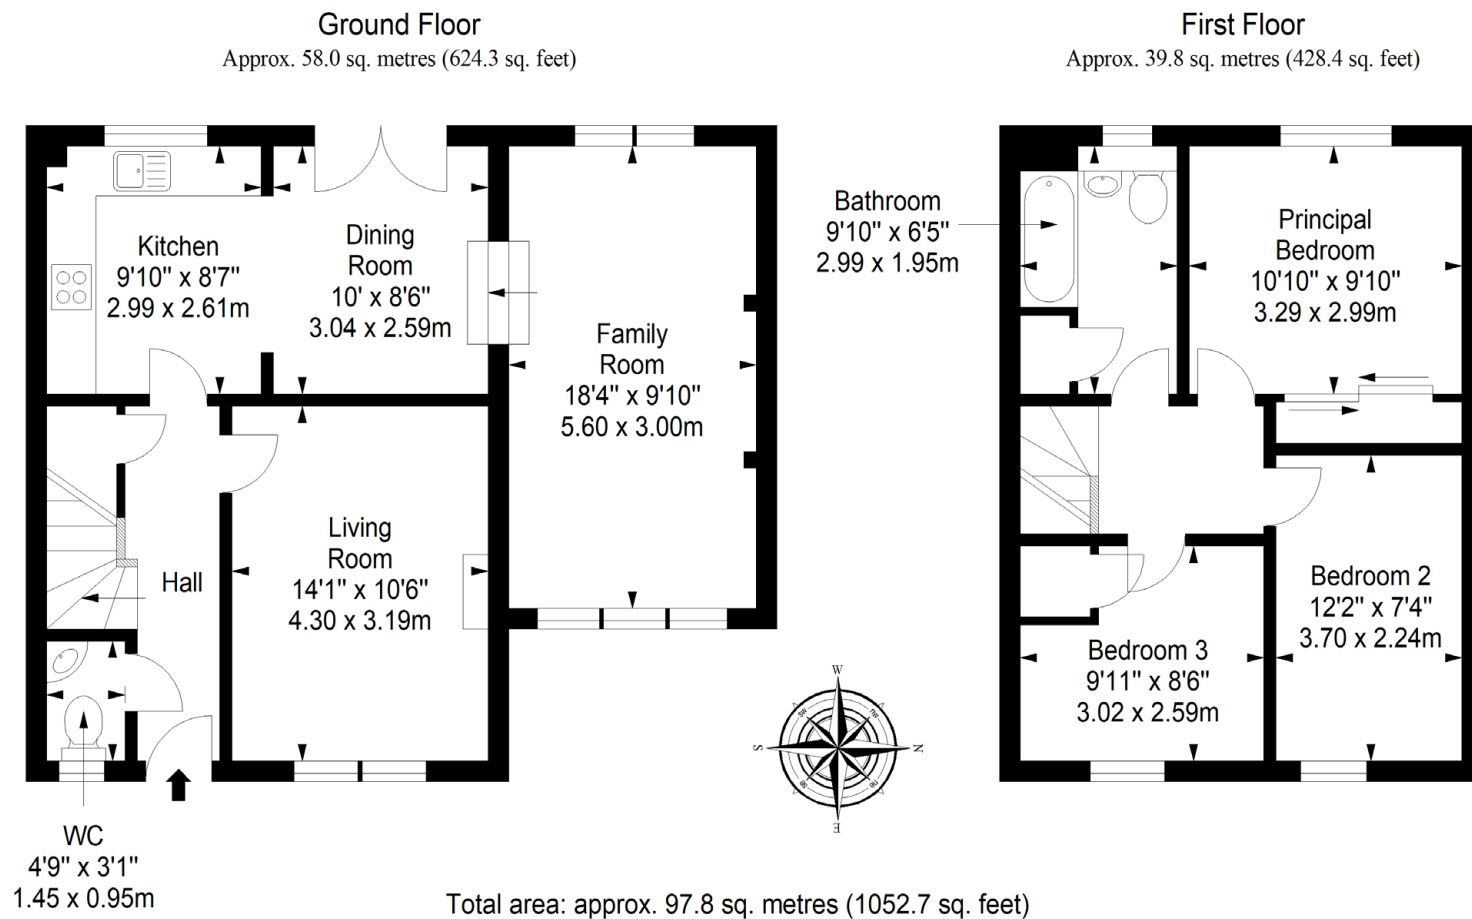 Ground Floor
Approx. 58.0 sq. metres (624.3 sq. feet)
First Floor
Approx. 39.8 sq. metres (428.4 sq. feet)
Kitchen
9'10" x 8'7"
2.99 x 2.61m
Dining
Room
10' x 8'6"
3.04 x 2.59m
Family
Room
18'4" x 9'10"
5.60 x 3.00m
Living
Room
14'1" x 10'6"
4.30 x 3.19m
Hall
WC
4'9" x 3'1"
1.45 x 0.95m
Bathroom
9'10" x 6'5"
2.99 x 1.95m
Principal
Bedroom
10'10" x 9'10"
3.29 x 2.99m
Bedroom 2
12'2" x 7'4"
3.70 x 2.24m
Bedroom 3
9'11" x 8'6"
3.02 x 2.59m
W
SW
NW
S
N
SE
NE
E
Total area: approx. 97.8 sq. metres (1052.7 sq. feet)